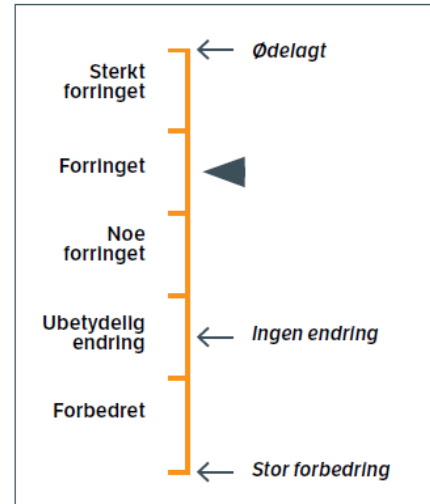 Ødelagt
Sterkt
forringet
Forringet
Noe
forringet
Ubetydelig
endring
Ingen endring
Forbedret
Stor forbedring